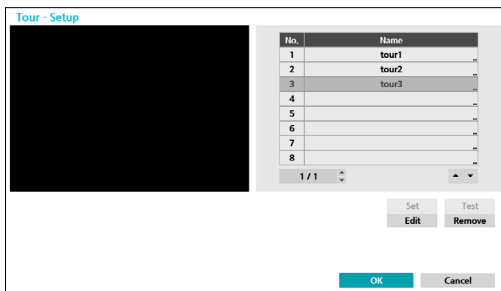 Tour - Setup
No. Name
1 tour1 ...
2 tour2 ...
3 tour3 ...
4 ...
5 ...
6 ...
7 ...
8 ...
1 / 1
Set Test
Edit Remove
OK Cancel